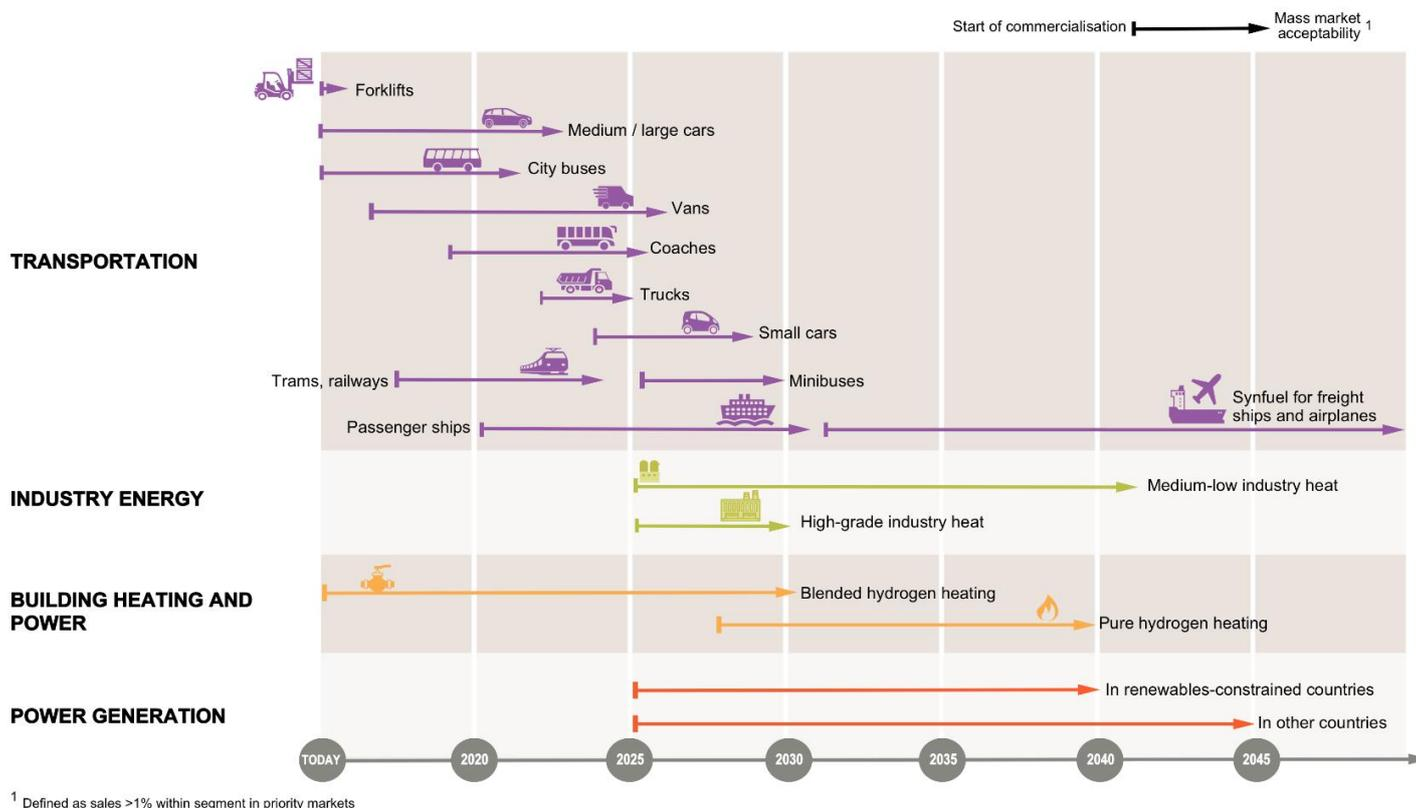 Start of commercialisation
Mass market
acceptability 1
Forklifts
Medium / large cars
City buses
Vans
Coaches
TRANSPORTATION
Trucks
Small cars
Trams, railways
Minibuses
Synfuel for freight
ships and airplanes
Passenger ships
INDUSTRY ENERGY
Medium-low industry heat
High-grade industry heat
BUILDING HEATING AND
POWER
Blended hydrogen heating
Pure hydrogen heating
POWER GENERATION
In renewables-constrained countries
In other countries
TODAY 2020 2025 2030 2035 2040 2045
1 Defined as sales >1% within segment in priority markets